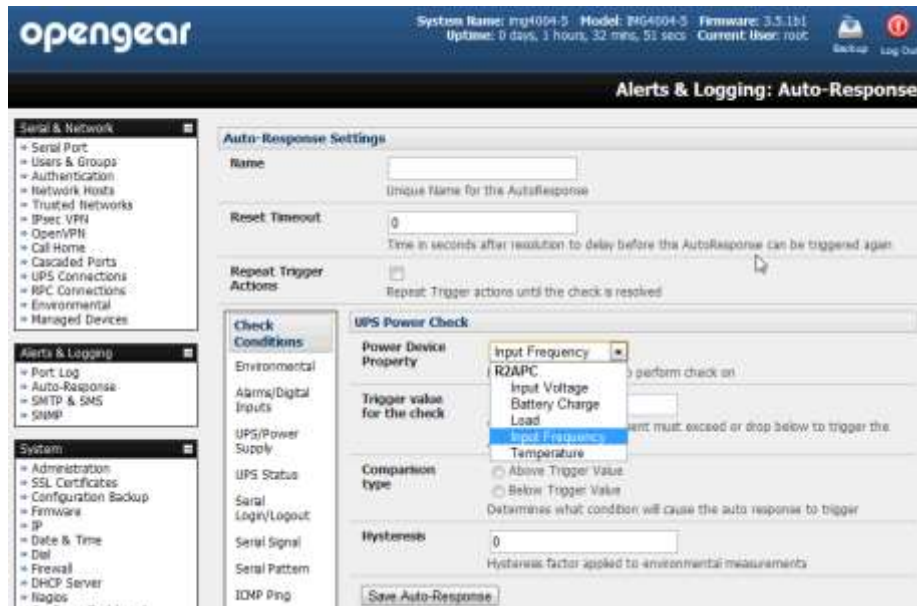 opengear
System Name: img4004-5 Model: IMG4004-5 Firmware: 3.5.1b1
Uptime: 0 days, 1 hours, 32 mins, 51 secs Current User: root
Backup
Log Out
Alerts & Logging: Auto-Response
Serial & Network
Serial Port
Users & Groups
Authentication
Network Hosts
Trusted Networks
IPsec VPN
OpenVPN
Call Home
Cascaded Ports
UPS Connections
RPC Connections
Environmental
Managed Devices
Alerts & Logging
Port Log
Auto-Response
SMTP & SMS
SNMP
System
Administration
SSL Certificates
Configuration Backup
Firmware
IP
Date & Time
Dial
Firewall
DHCP Server
Nagios
Auto-Response Settings
Name
Unique Name for this AutoResponse
Reset Timeout
0
Time in seconds after resolution to delay before this AutoResponse can be triggered again
Repeat Trigger
Actions
Repeat Trigger actions until the check is resolved
Check
Conditions
Environmental
Alarms/Digital
Inputs
UPS/Power
Supply
UPS Status
Serial
Login/Logout
Serial Signal
Serial Pattern
ICMP Ping
UPS Power Check
Power Device
Property
Input Frequency
perform check on
R2APC
Input Voltage
Battery Charge
Load
Input Frequency
Temperature
Trigger value
for the check
must exceed or drop below to trigger the
Comparison
type
Above Trigger Value
Below Trigger Value
Determines what condition will cause the auto response to trigger
Hysteresis
0
Hysteresis factor applied to environmental measurements
Save Auto-Response